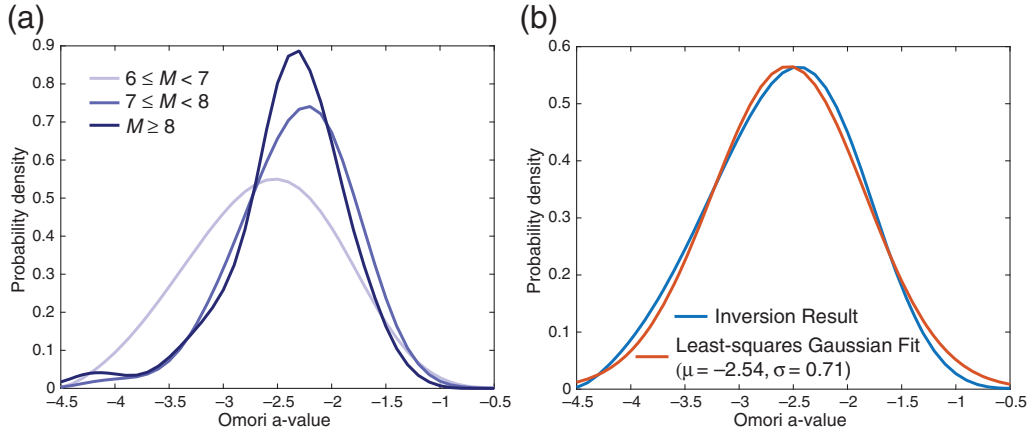 (a)
0.9
0.8
0.7
0.6
0.5
0.4
0.3
0.2
0.1
0
Probability density
6 ≤ M < 7
7 ≤ M < 8
M ≥ 8
−4.5 −4 −3.5 −3 −2.5 −2 −1.5 −1 −0.5
Omori a-value
(b)
0.6
0.5
0.4
0.3
0.2
0.1
0
Probability density
Inversion Result
Least-squares Gaussian Fit
(μ = −2.54, σ = 0.71)
−4.5 −4 −3.5 −3 −2.5 −2 −1.5 −1 −0.5
Omori a-value